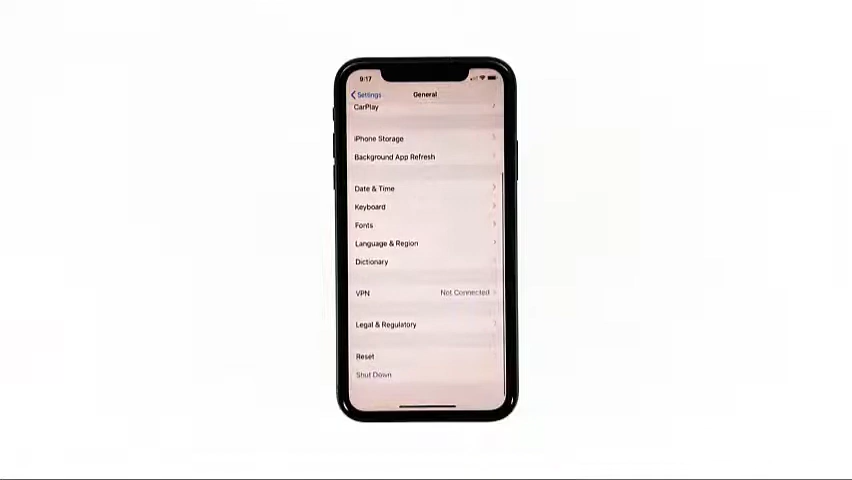 9:17
Settings
General
CarPlay
iPhone Storage
Background App Refresh
Date & Time
Keyboard
Fonts
Language & Region
Dictionary
VPN Not Connected
Legal & Regulatory
Reset
Shut Down